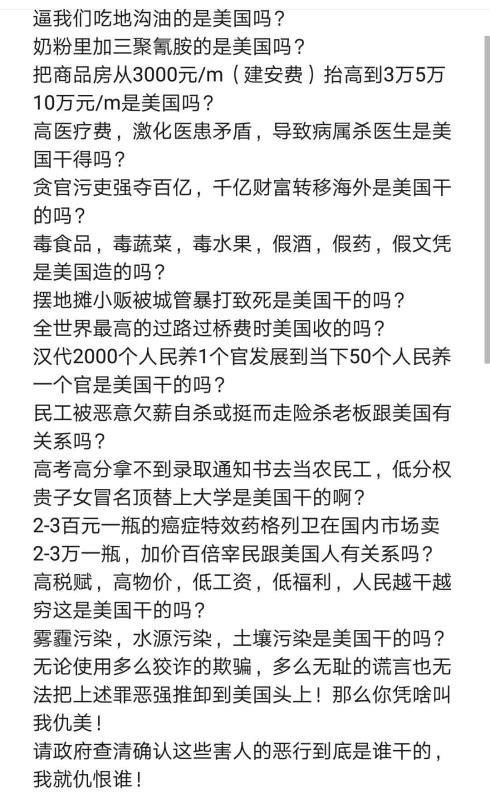 逼我们吃地沟油的是美国吗?
奶粉里加三聚氰胺的是美国吗?
把商品房从3000元/m（建安费）抬高到3万5万
10万元/m是美国吗?
高医疗费，激化医患矛盾，导致病属杀医生是美
国干得吗?
贪官污吏强夺百亿，千亿财富转移海外是美国干
的吗?
毒食品，毒蔬菜，毒水果，假酒，假药，假文凭
是美国造的吗?
摆地摊小贩被城管暴打致死是美国干的吗?
全世界最高的过路过桥费时美国收的吗?
汉代2000个人民养1个官发展到当下50个人民养
一个官是美国干的吗?
民工被恶意欠薪自杀或挺而走险杀老板跟美国有
关系吗?
高考高分拿不到录取通知书去当农民工，低分权
贵子女冒名顶替上大学是美国干的啊?
2-3百元一瓶的癌症特效药格列卫在国内市场卖
2-3万一瓶，加价百倍宰民跟美国人有关系吗?
高税赋，高物价，低工资，低福利，人民越干越
穷这是美国干的吗?
雾霾污染，水源污染，土壤污染是美国干的吗?
无论使用多么狡诈的欺骗，多么无耻的谎言也无
法把上述罪恶强推卸到美国头上！那么你凭啥叫
我仇美！
请政府查清确认这些害人的恶行到底是谁干的，
我就仇恨谁！